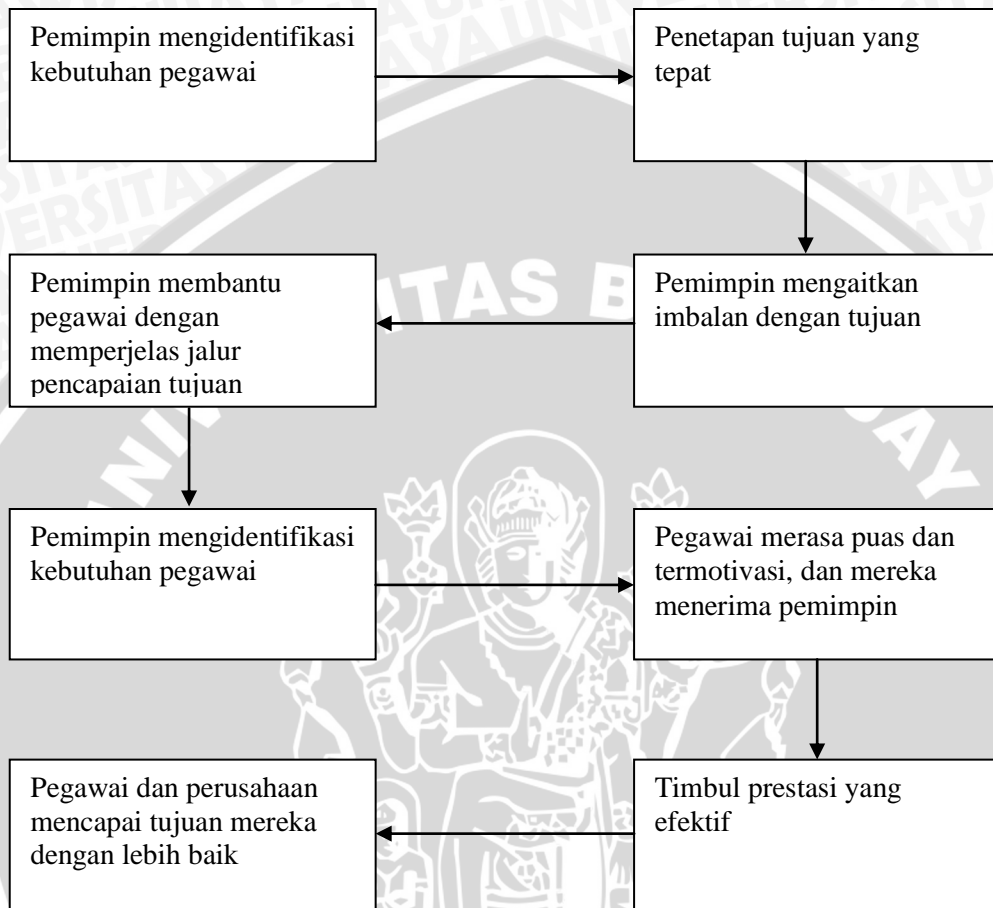 Pemimpin mengidentifikasi
kebutuhan pegawai
Penetapan tujuan yang
tepat
Pemimpin membantu
pegawai dengan
memperjelas jalur
pencapaian tujuan
Pemimpin mengaitkan
imbalan dengan tujuan
Pemimpin mengidentifikasi
kebutuhan pegawai
Pegawai merasa puas dan
termotivasi, dan mereka
menerima pemimpin
Pegawai dan perusahaan
mencapai tujuan mereka
dengan lebih baik
Timbul prestasi yang
efektif